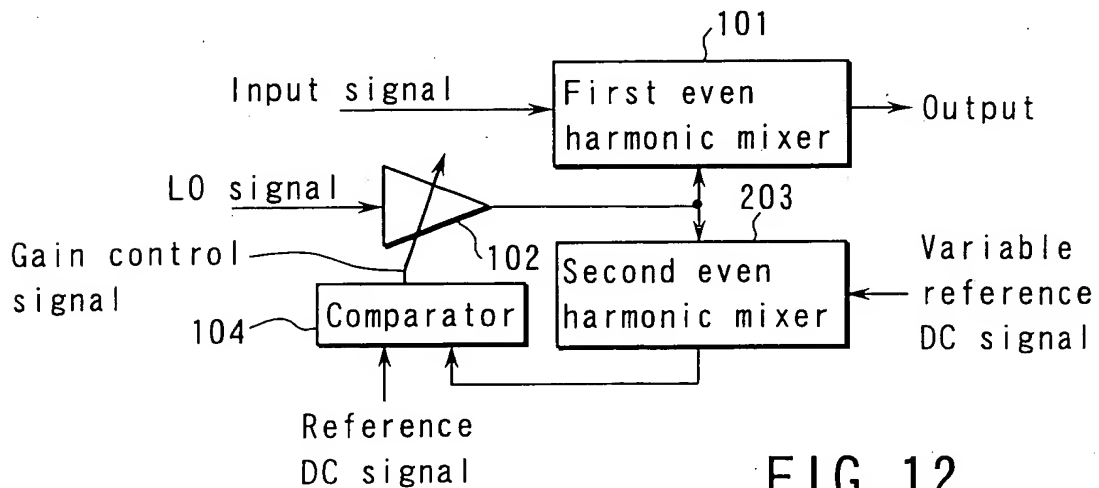 101
Input signal
First even
harmonic mixer
Output
LO signal
203
102
Gain control
signal
Second even
harmonic mixer
Variable
reference
DC signal
104
Comparator
Reference
DC signal
FIG. 12